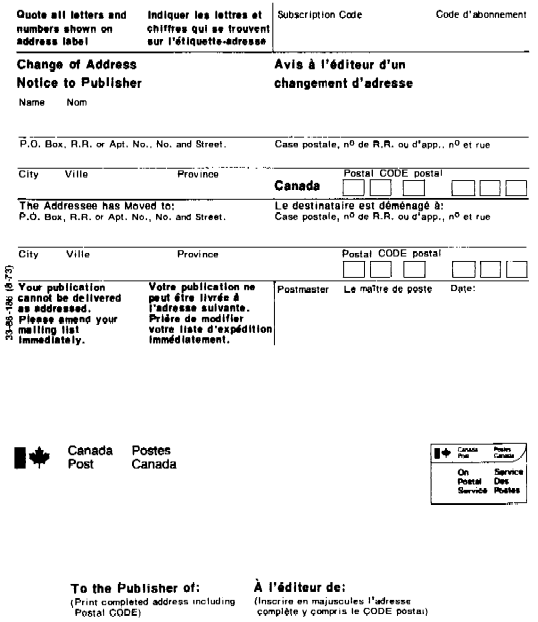 Quote all letters and numbers shown on address label
Indiquer les lettres et chiffres qui se trouvent sur l'étiquette-adresse
Subscription Code
Code d'abonnement
Change of Address
Notice to Publisher
Avis à l'éditeur d'un
changement d'adresse
Name Nom
P.O. Box, R.R. or Apt. No., No. and Street.
Case postale, nº de R.R. ou d'app., nº et rue
City Ville Province
Postal CODE postal
Canada
The Addressee has Moved to:
Le destinataire est déménagé à:
P.O. Box, R.R. or Apt. No., No. and Street.
Case postale, nº de R.R. ou d'app., nº et rue
City Ville Province
Postal CODE postal
33-86-186 (8-73)
Your publication
cannot be delivered
as addressed.
Please amend your
mailing list
immediately.
Votre publication ne
peut être livrée à
l'adresse suivante.
Prière de modifier
votre liste d'expédition
immédiatement.
Postmaster Le maître de poste Date:
Canada Postes
Post Canada
Canada Postes
Post Canada
On Service
Postal Des
Service Postes
To the Publisher of:
(Print completed address including
Postal CODE)
À l'éditeur de:
(Inscrire en majuscules l'adresse
complète y compris le CODE postal)